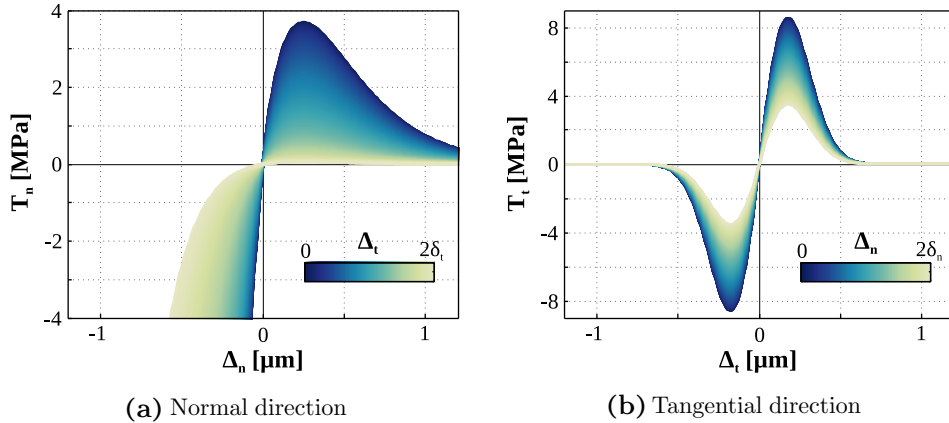 4
2
0
-2
-4
T_n [MPa]
-1 0 1
Δ_n [µm]
Δ_t
0 2δ_t
8
4
0
-4
-8
T_t [MPa]
-1 0 1
Δ_t [µm]
Δ_n
0 2δ_n
(a) Normal direction
(b) Tangential direction